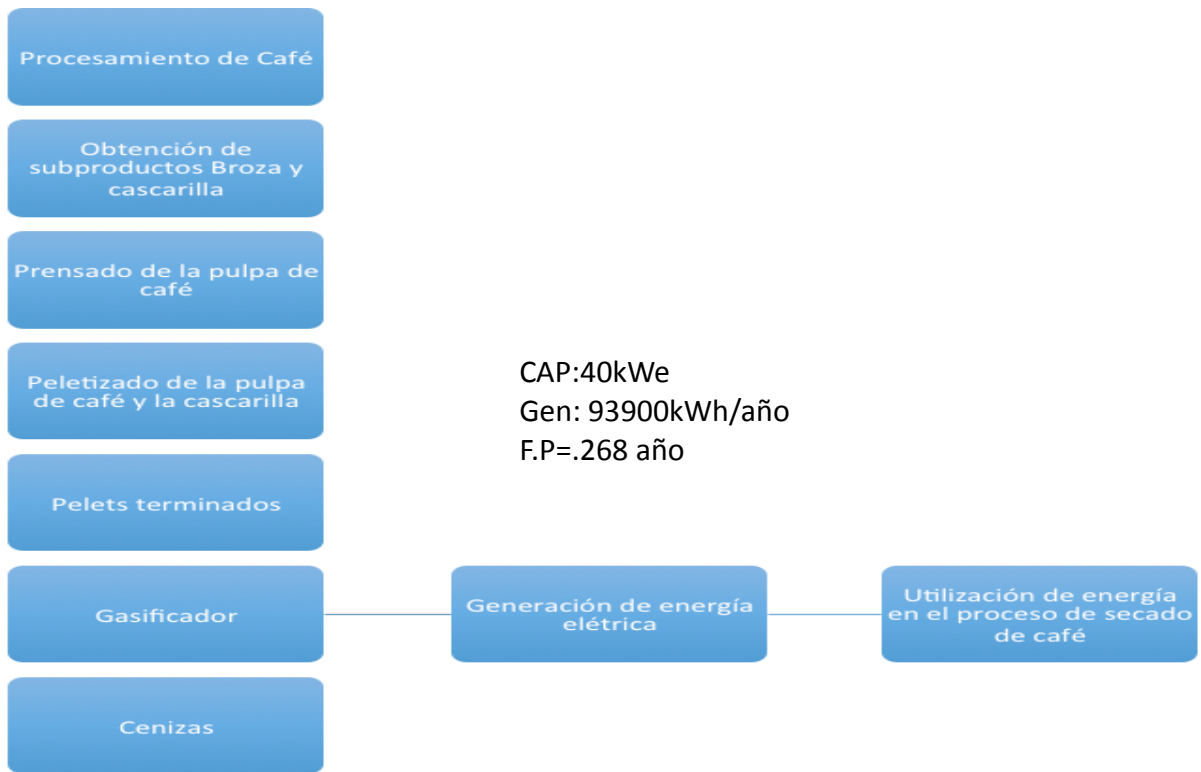 Procesamiento de Café
Obtención de
subproductos Broza y
cascarilla
Prensado de la pulpa de
café
Peletizado de la pulpa
de café y la cascarilla
CAP:40kWe
Gen: 93900kWh/año
F.P=.268 año
Pelets terminados
Gasificador
Generación de energía
elétrica
Utilización de energía
en el proceso de secado
de café
Cenizas